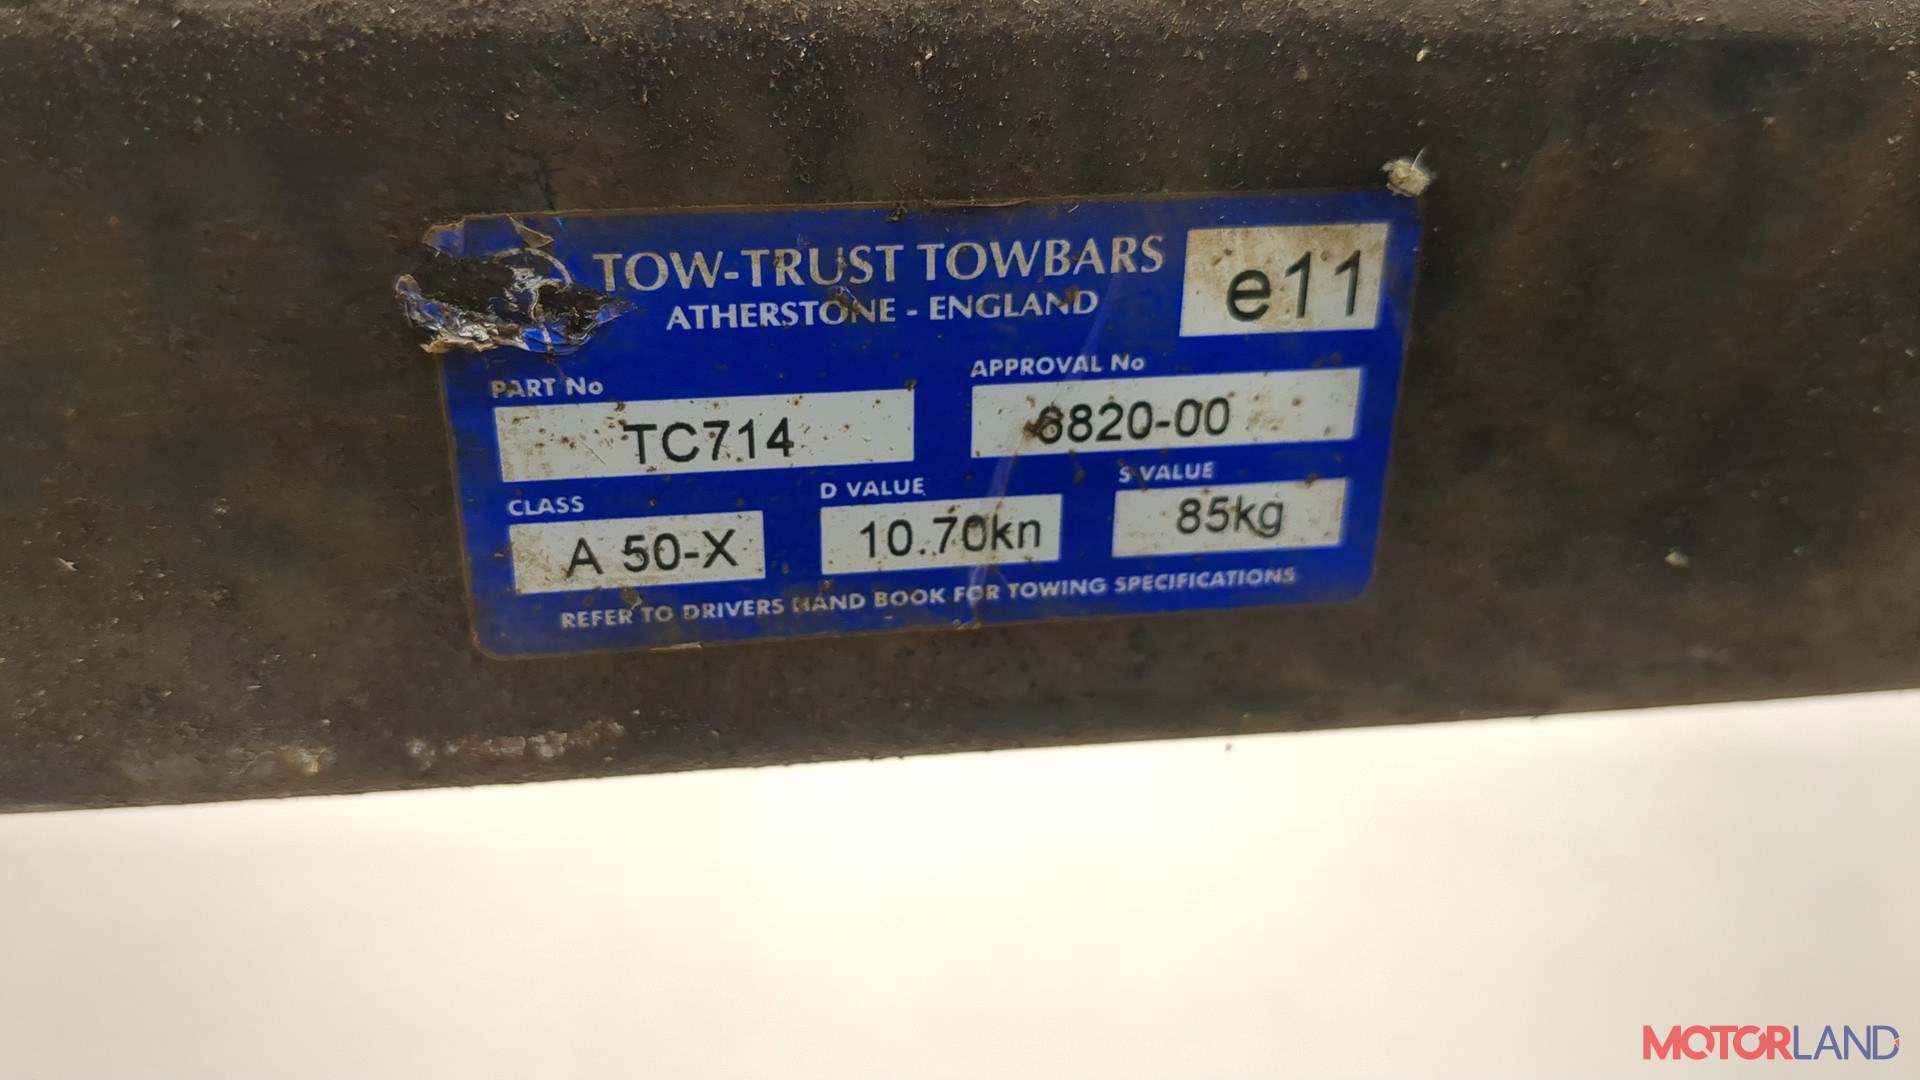 TOW-TRUST TOWBARS
ATHERSTONE - ENGLAND
e11
PART No
APPROVAL No
TC714
6820-00
CLASS
D VALUE
S VALUE
A 50-X
10.70kn
85kg
REFER TO DRIVERS HAND BOOK FOR TOWING SPECIFICATIONS
MOTORLAND